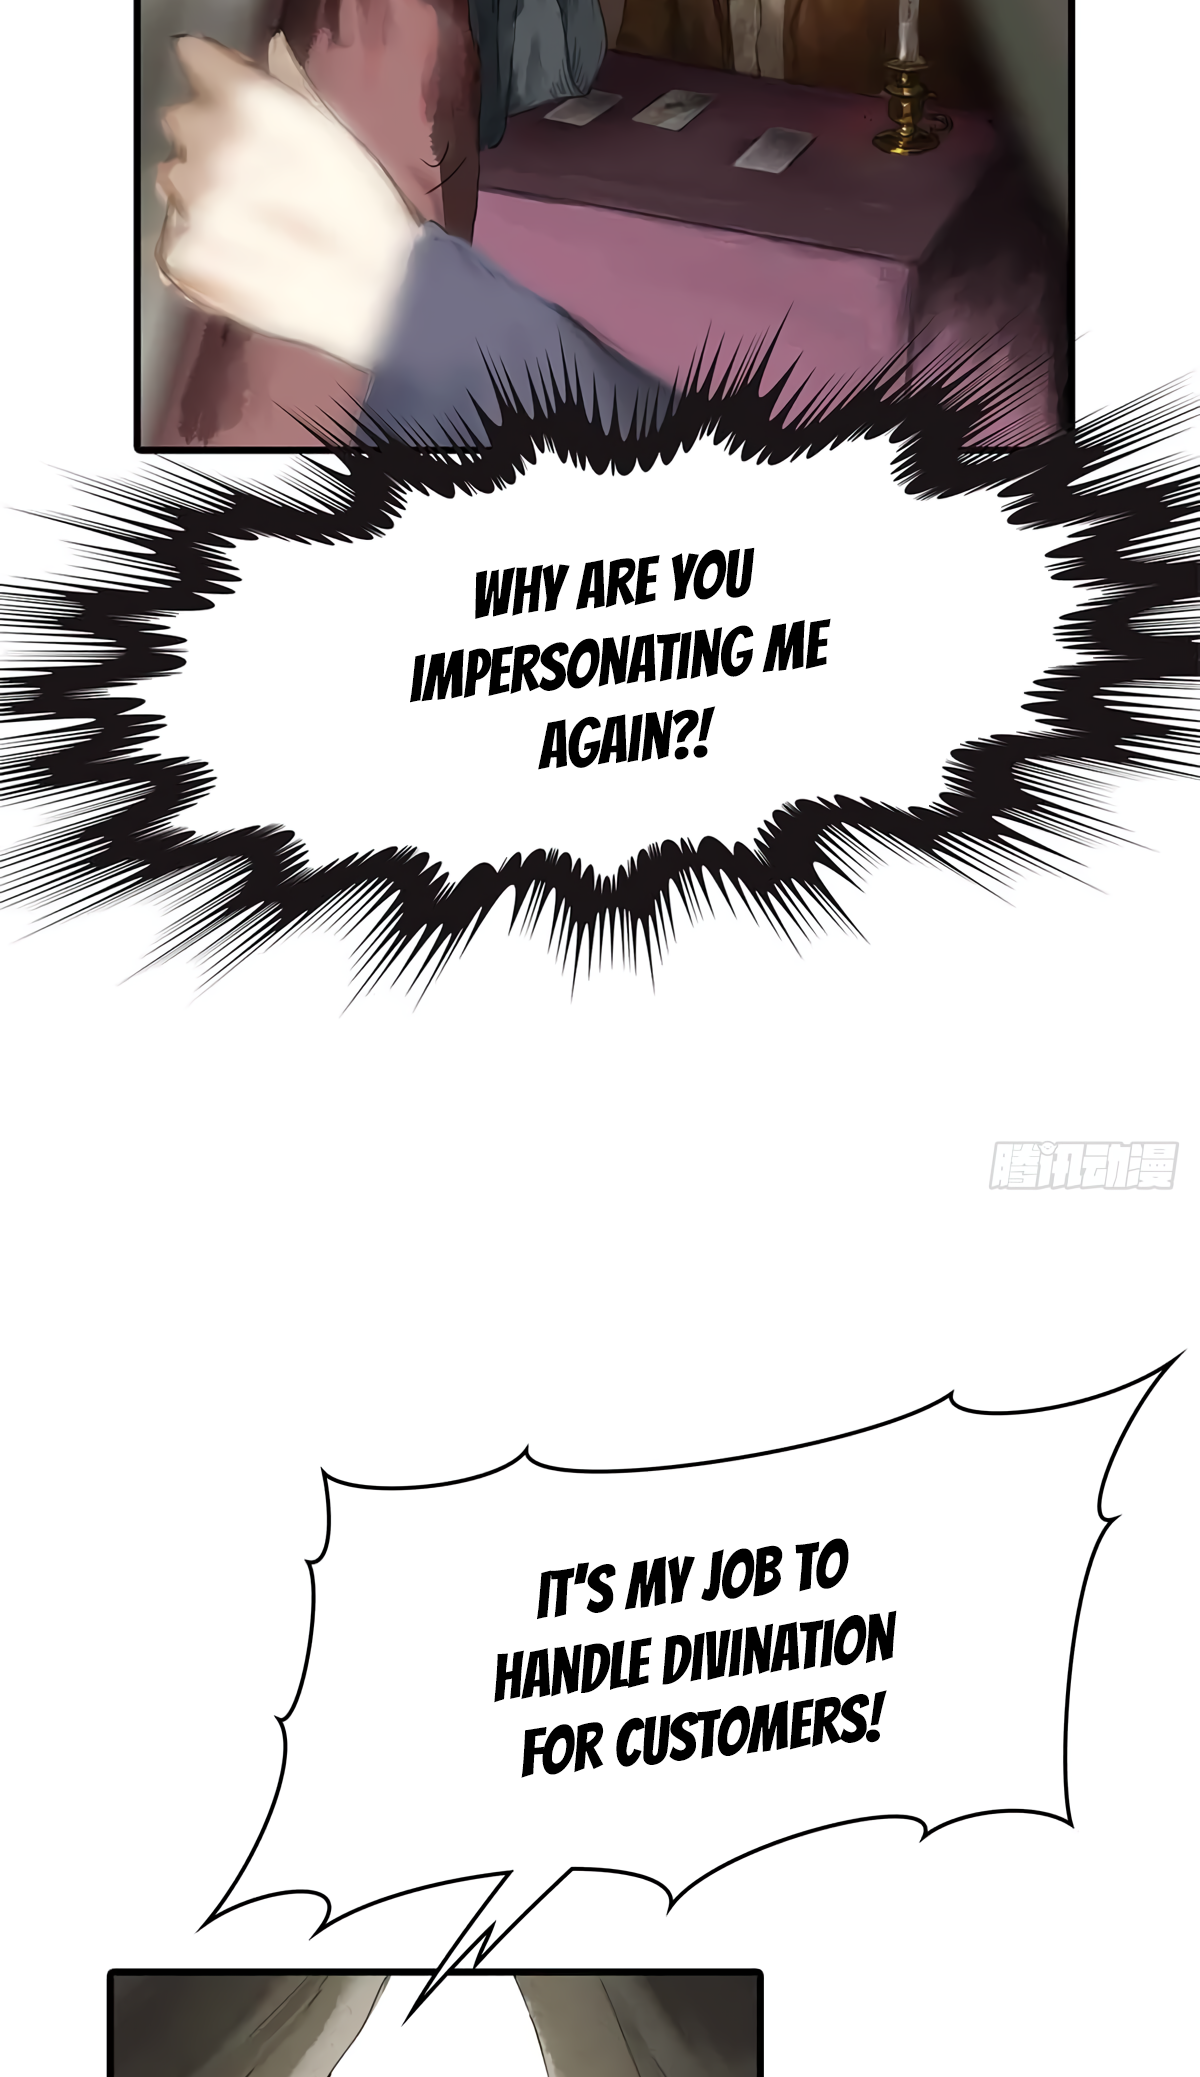 WHY ARE YOU
IMPERSONATING ME
AGAIN?!
腾讯动漫
IT'S MY JOB TO
HANDLE DIVINATION
FOR CUSTOMERS!